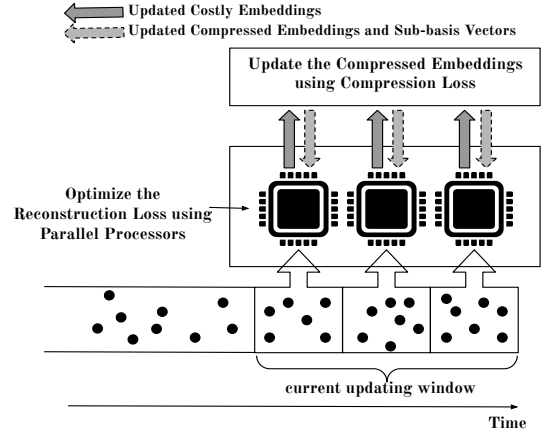 Updated Costly Embeddings
Updated Compressed Embeddings and Sub-basis Vectors
Update the Compressed Embeddings
using Compression Loss
Optimize the
Reconstruction Loss using
Parallel Processors
current updating window
Time